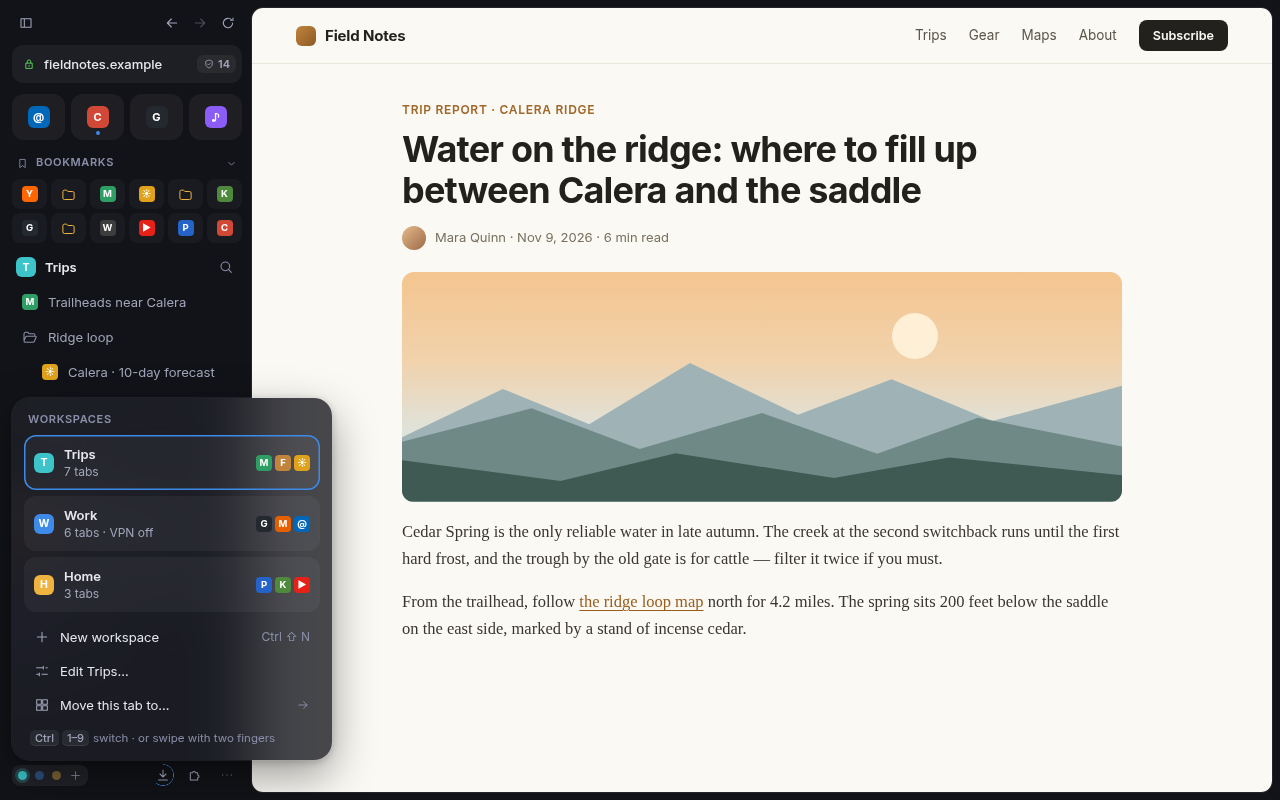 fieldnotes.example
14
@
C
G
BOOKMARKS
Y
M
K
G
W
P
C
T
Trips
M
Trailheads near Calera
Ridge loop
Calera · 10-day forecast
WORKSPACES
T
Trips
7 tabs
M
F
W
Work
6 tabs · VPN off
G
M
@
H
Home
3 tabs
P
K
New workspace
Ctrl ⇧ N
Edit Trips...
Move this tab to...
Ctrl 1–9 switch · or swipe with two fingers
Field Notes
Trips
Gear
Maps
About
Subscribe
TRIP REPORT · CALERA RIDGE
Water on the ridge: where to fill up
between Calera and the saddle
Mara Quinn · Nov 9, 2026 · 6 min read
Cedar Spring is the only reliable water in late autumn. The creek at the second switchback runs until the first
hard frost, and the trough by the old gate is for cattle — filter it twice if you must.
From the trailhead, follow the ridge loop map north for 4.2 miles. The spring sits 200 feet below the saddle
on the east side, marked by a stand of incense cedar.